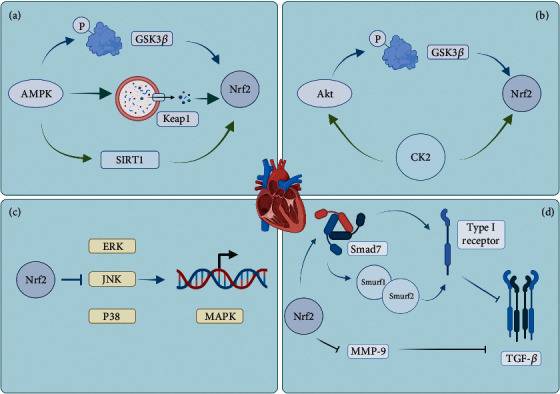 (a)
P
GSK3β
AMPK
Nrf2
Keap1
SIRT1
(b)
P
GSK3β
Akt
Nrf2
CK2
(c)
ERK
Nrf2
JNK
P38
MAPK
(d)
Type I
receptor
Smad7
Smurf1
Smurf2
Nrf2
MMP-9
TGF-β